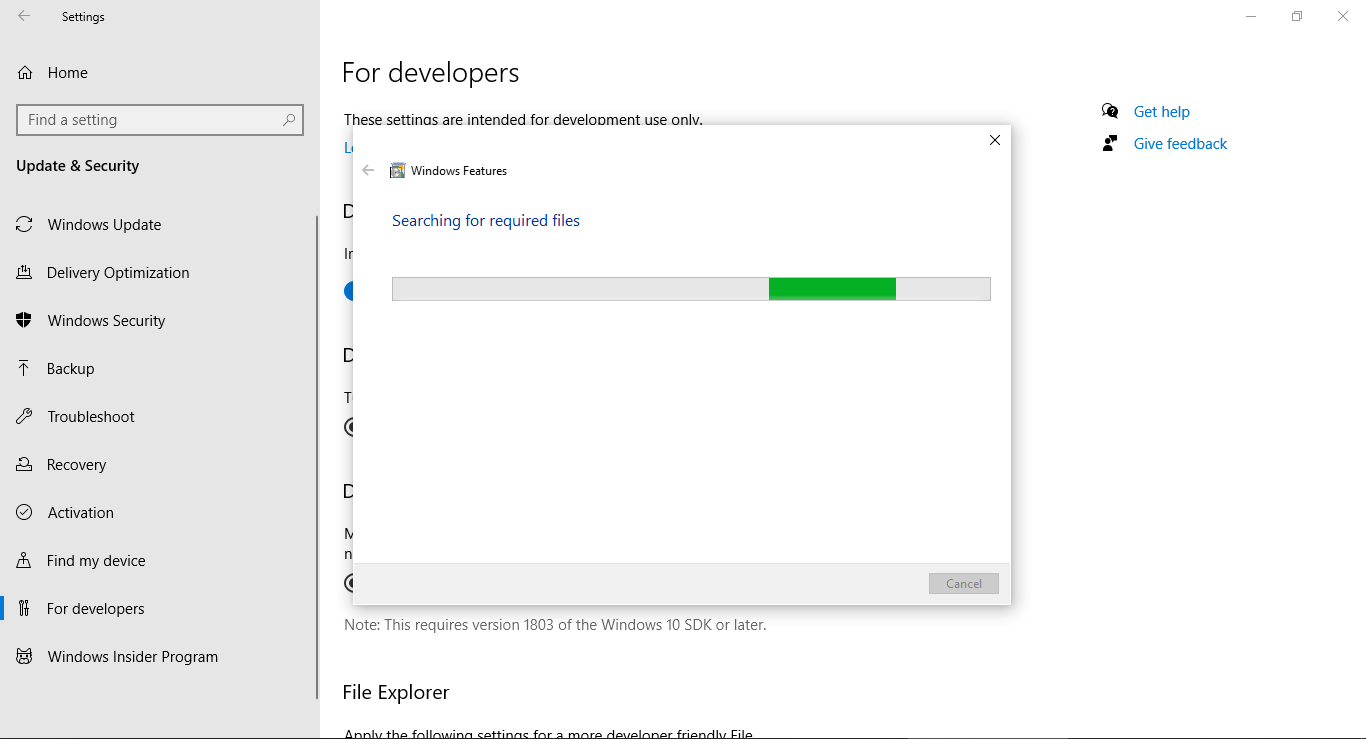 Settings
Home
Find a setting
Update & Security
Windows Update
Delivery Optimization
Windows Security
Backup
Troubleshoot
Recovery
Activation
Find my device
For developers
Windows Insider Program
For developers
These settings are intended for development use only.
Windows Features
Searching for required files
Cancel
Note: This requires version 1803 of the Windows 10 SDK or later.
File Explorer
Apply the following settings for a more developer friendly File
Get help
Give feedback